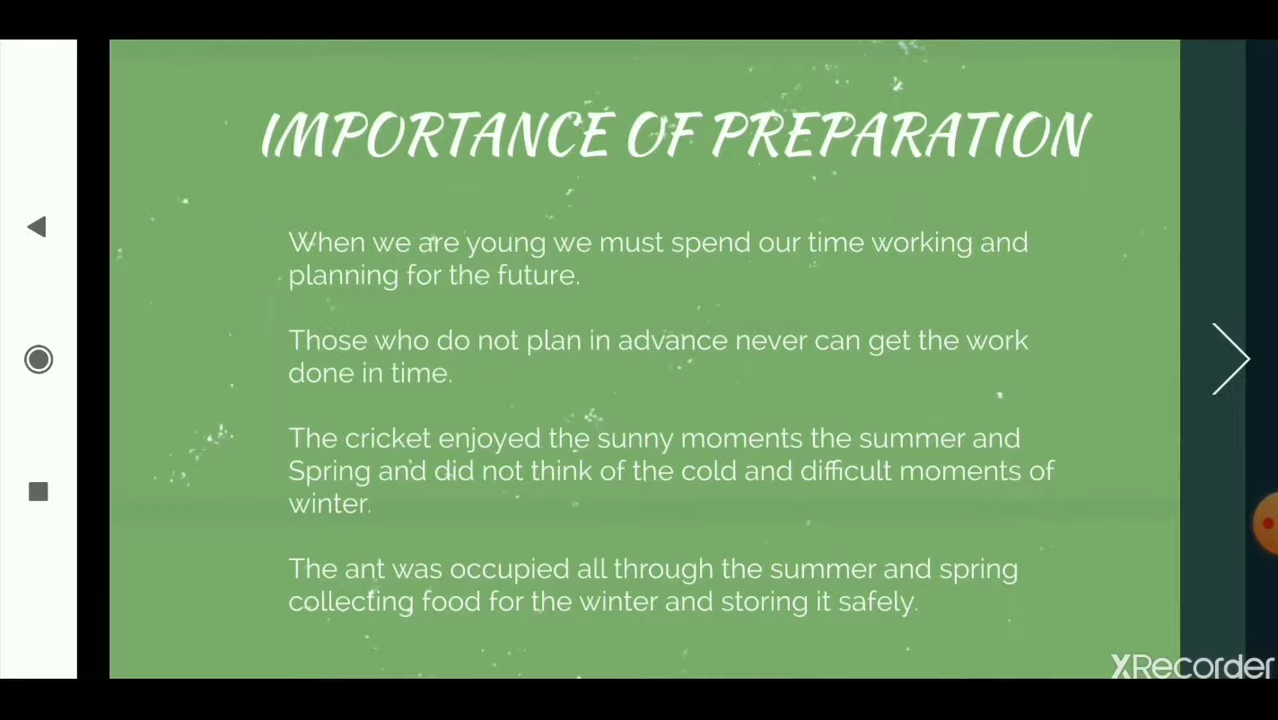 IMPORTANCE OF PREPARATION
When we are young we must spend our time working and
planning for the future.
Those who do not plan in advance never can get the work
done in time.
The cricket enjoyed the sunny moments the summer and
Spring and did not think of the cold and difficult moments of
winter.
The ant was occupied all through the summer and spring
collecting food for the winter and storing it safely.
XRecorder